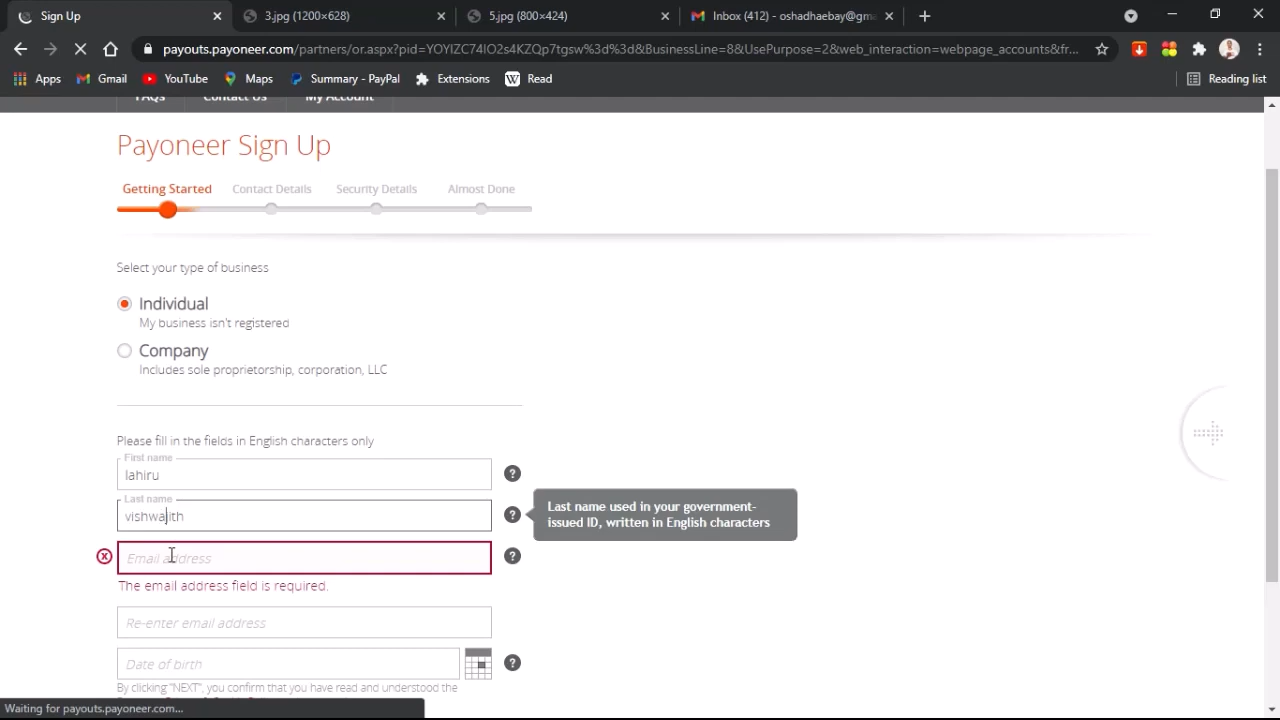 Sign Up
3.jpg (1200×628)
5.jpg (800×424)
Inbox (412) - oshadhaebay@gma
payouts.payoneer.com/partners/or.aspx?pid=YOYIZC74IO2s4KZQp7tgsw%3d%3d&BusinessLine=8&UsePurpose=2&web_interaction=webpage_accounts&fr...
Apps
Gmail
YouTube
Maps
Summary - PayPal
Extensions
W Read
Reading list
FAQs
Contact Us
My Account
Payoneer Sign Up
Getting Started
Contact Details
Security Details
Almost Done
Select your type of business
Individual
My business isn't registered
Company
Includes sole proprietorship, corporation, LLC
Please fill in the fields in English characters only
First name
lahiru
Last name
vishwajith
Last name used in your government-
issued ID, written in English characters
Email address
The email address field is required.
Re-enter email address
Date of birth
By clicking "NEXT", you confirm that you have read and understood the
Waiting for payouts.payoneer.com...